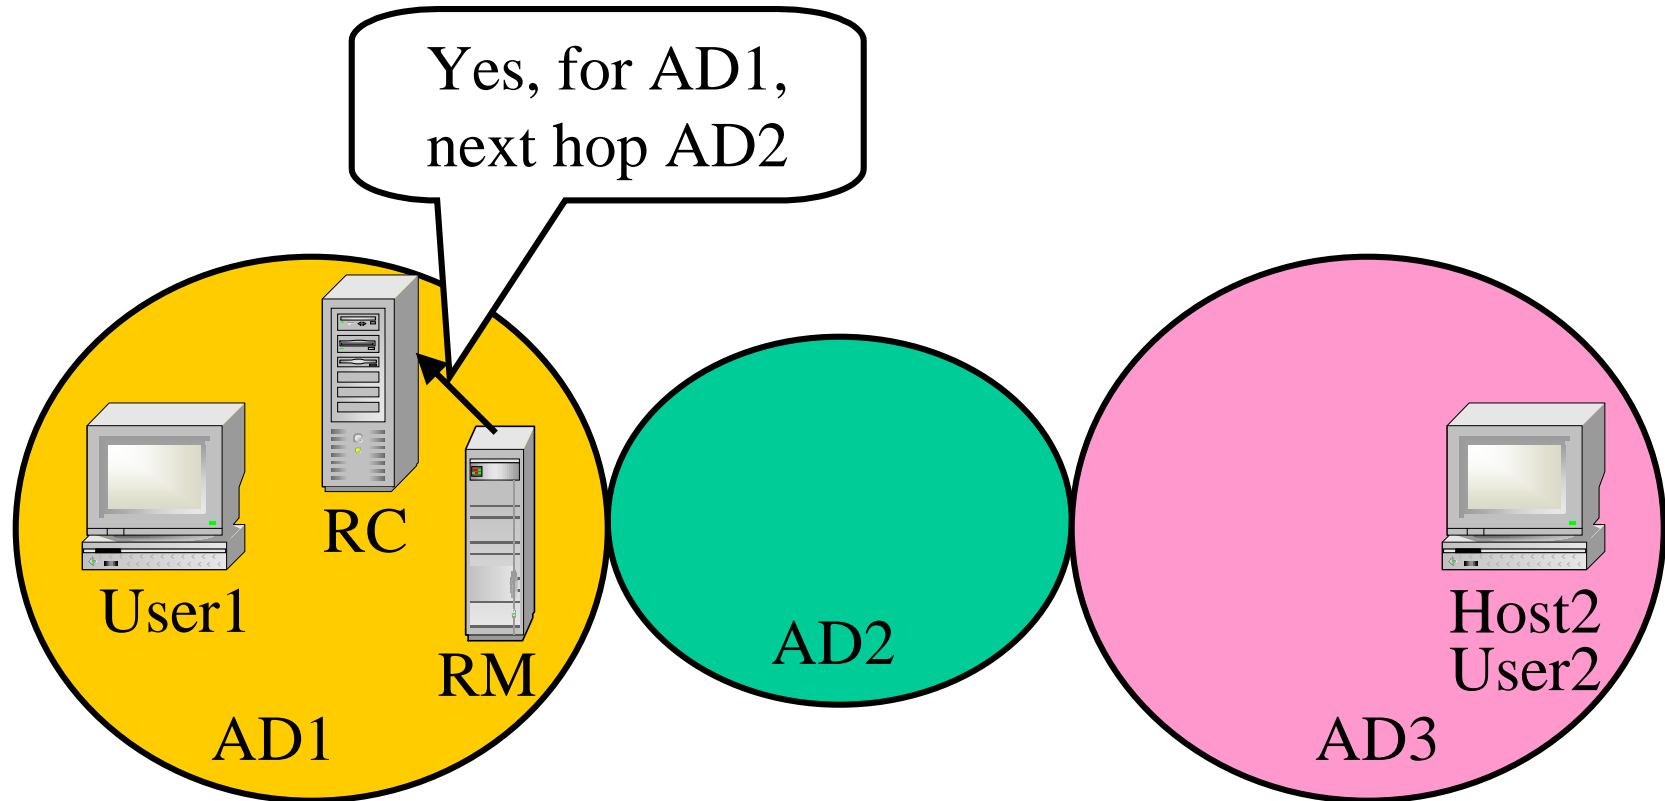 Yes, for AD1,
next hop AD2
RC
User1
RM
AD1
AD2
Host2
User2
AD3